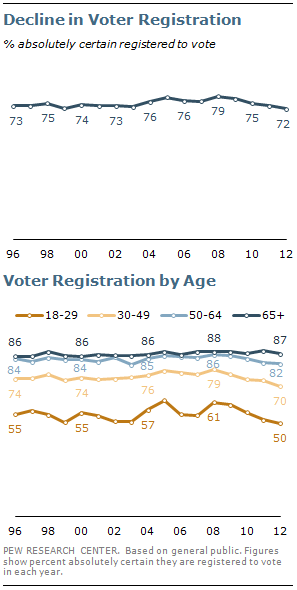 Decline in Voter Registration
% absolutely certain registered to vote
73 75 74 73 76 76 79 75 72
96 98 00 02 04 06 08 10 12
Voter Registration by Age
18-29 30-49 50-64 65+
86 86 86 88 87
84 84 85 86 82
74 74 76 79 70
55 55 57 61 50
96 98 00 02 04 06 08 10 12
PEW RESEARCH CENTER. Based on general public. Figures
show percent absolutely certain they are registered to vote
in each year.